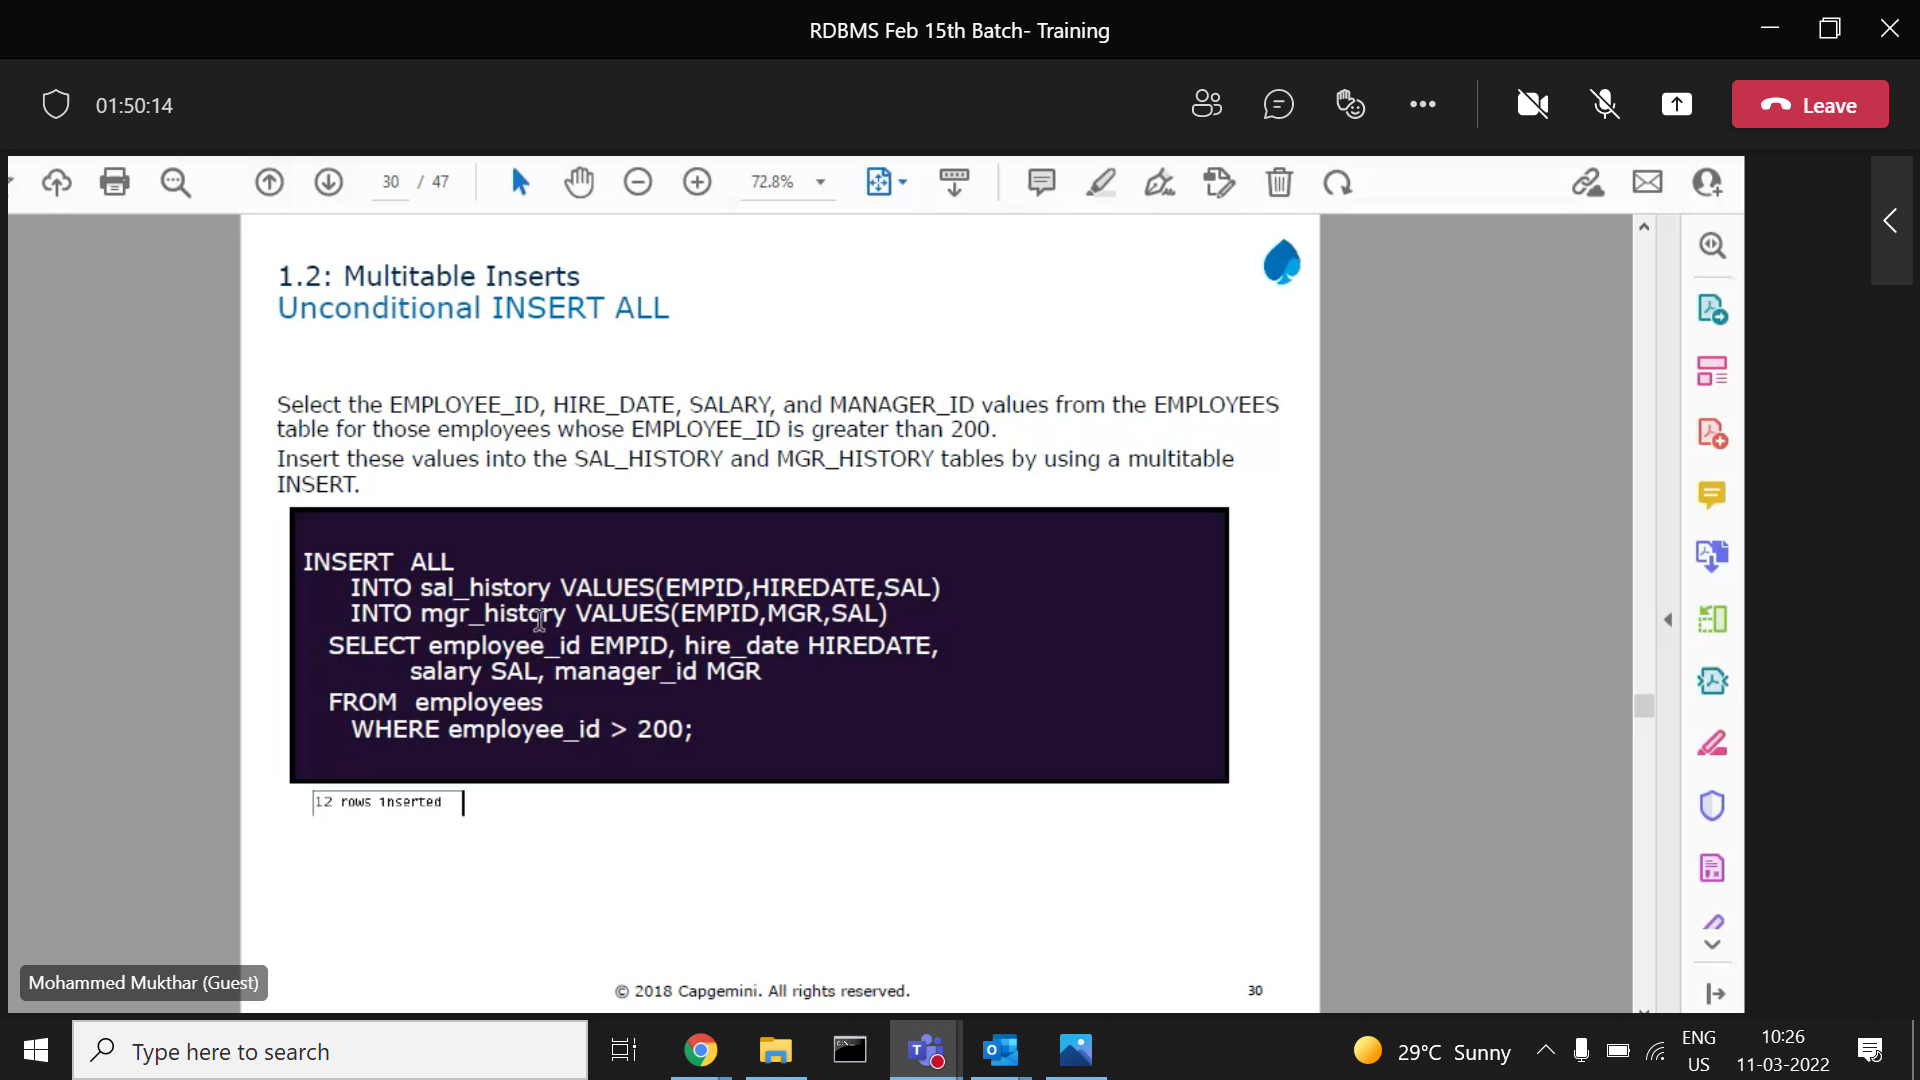 RDBMS Feb 15th Batch- Training
01:50:14
Leave
30 / 47
72.8%
1.2: Multitable Inserts
Unconditional INSERT ALL
Select the EMPLOYEE_ID, HIRE_DATE, SALARY, and MANAGER_ID values from the EMPLOYEES
table for those employees whose EMPLOYEE_ID is greater than 200.
Insert these values into the SAL_HISTORY and MGR_HISTORY tables by using a multitable
INSERT.
INSERT ALL
INTO sal_history VALUES(EMPID,HIREDATE,SAL)
INTO mgr_history VALUES(EMPID,MGR,SAL)
SELECT employee_id EMPID, hire_date HIREDATE,
salary SAL, manager_id MGR
FROM employees
WHERE employee_id > 200;
12 rows inserted
Mohammed Mukthar (Guest)
© 2018 Capgemini. All rights reserved.
30
Type here to search
29°C Sunny
ENG
US
10:26
11-03-2022